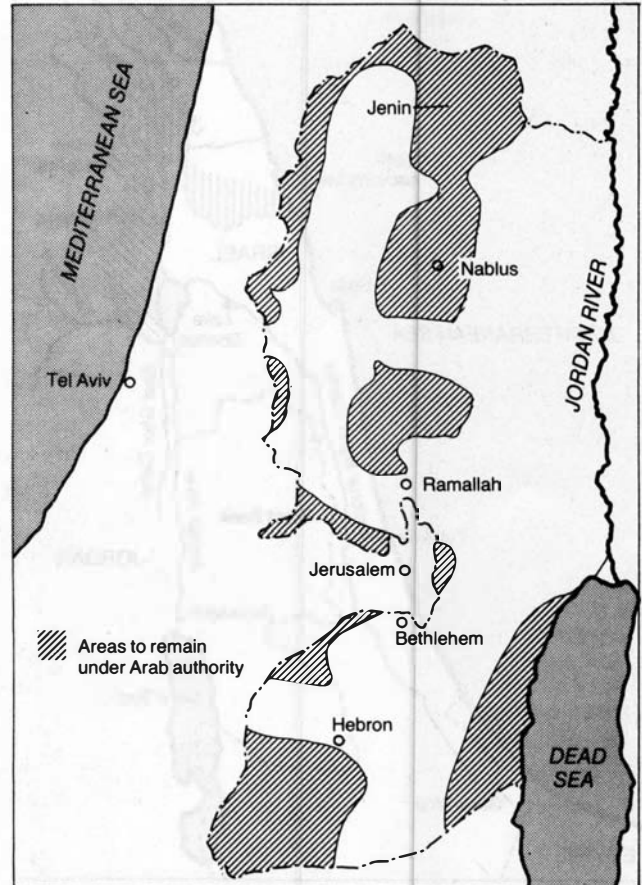 MEDITERRANEAN SEA
Jenin
Nablus
JORDAN RIVER
Tel Aviv
Ramallah
Jerusalem
Bethlehem
Areas to remain
under Arab authority
Hebron
DEAD
SEA